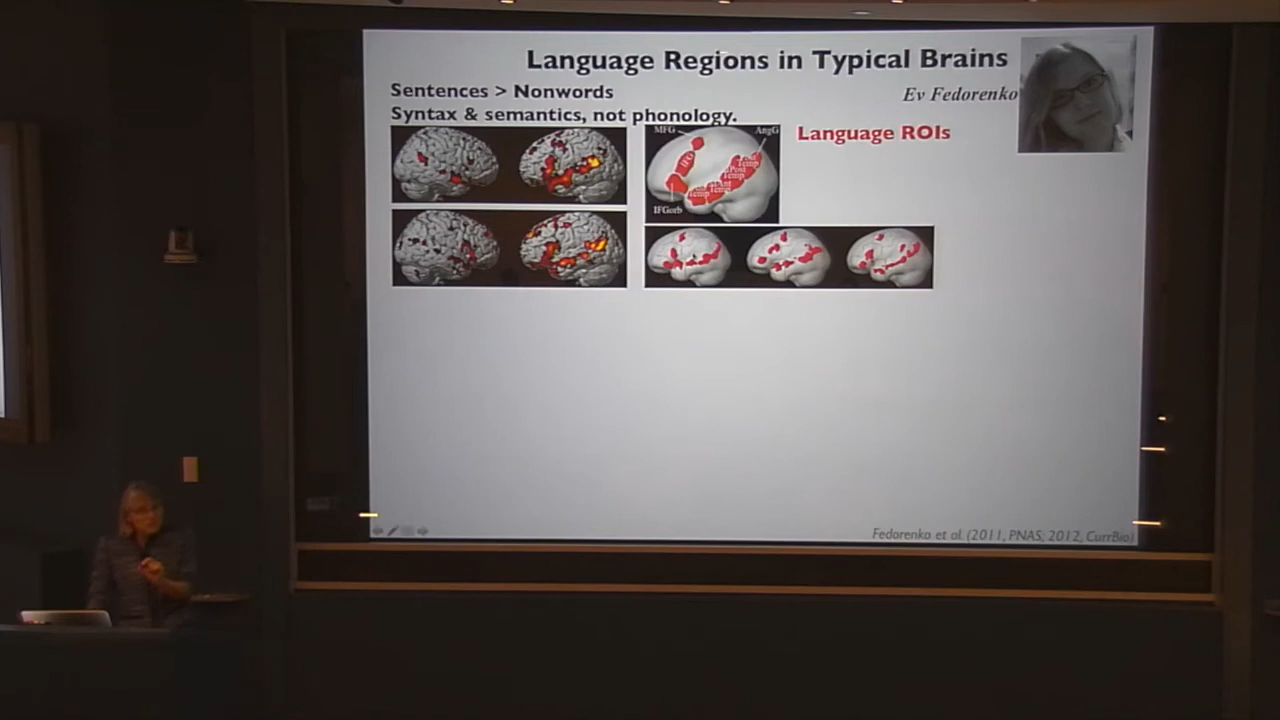 Language Regions in Typical Brains
Sentences > Nonwords
Ev Fedorenko
Syntax & semantics, not phonology.
Language ROIs
MFG
AngG
IFG
Post
Temp
Temp
IFGorb
Fedorenko et al (2011, PNAS; 2012, CurrBio)